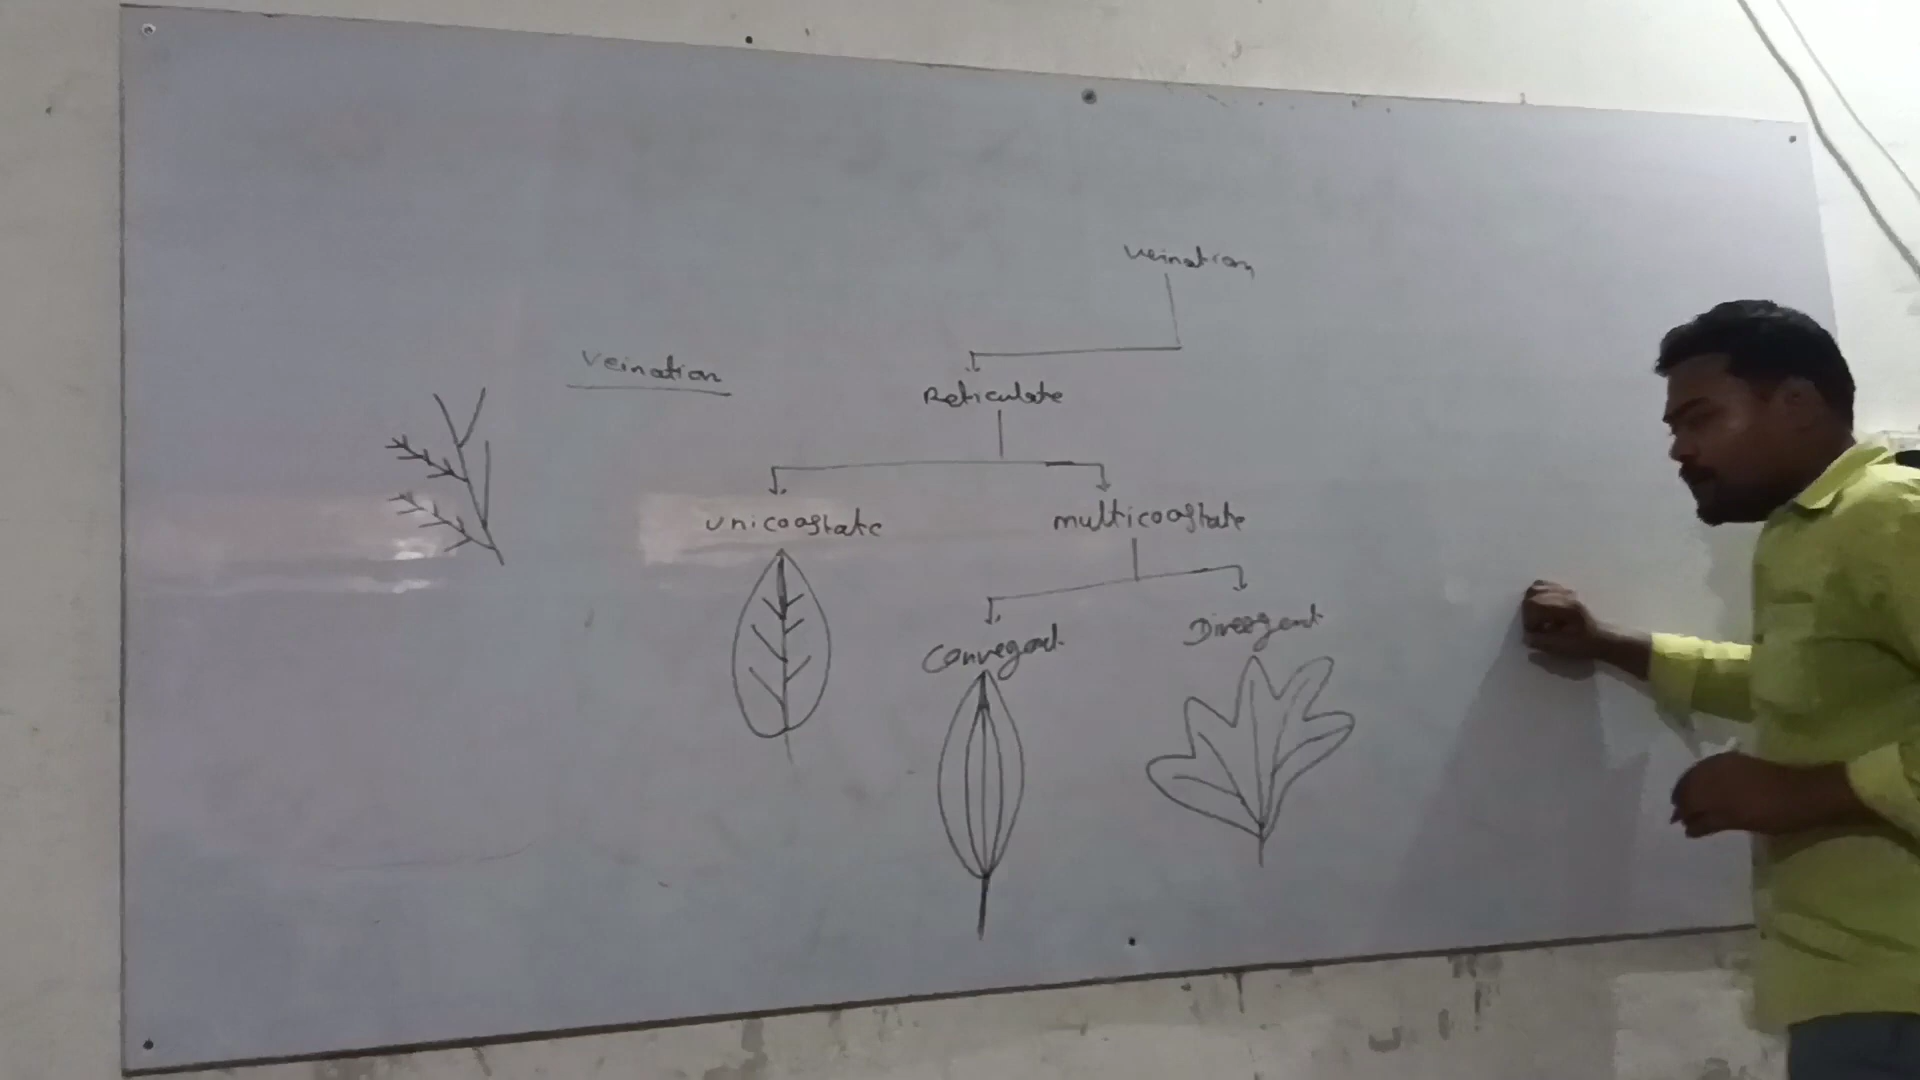 veination
Veination
Reticulate
unicoastate
multicoastate
Convegent
Divergent